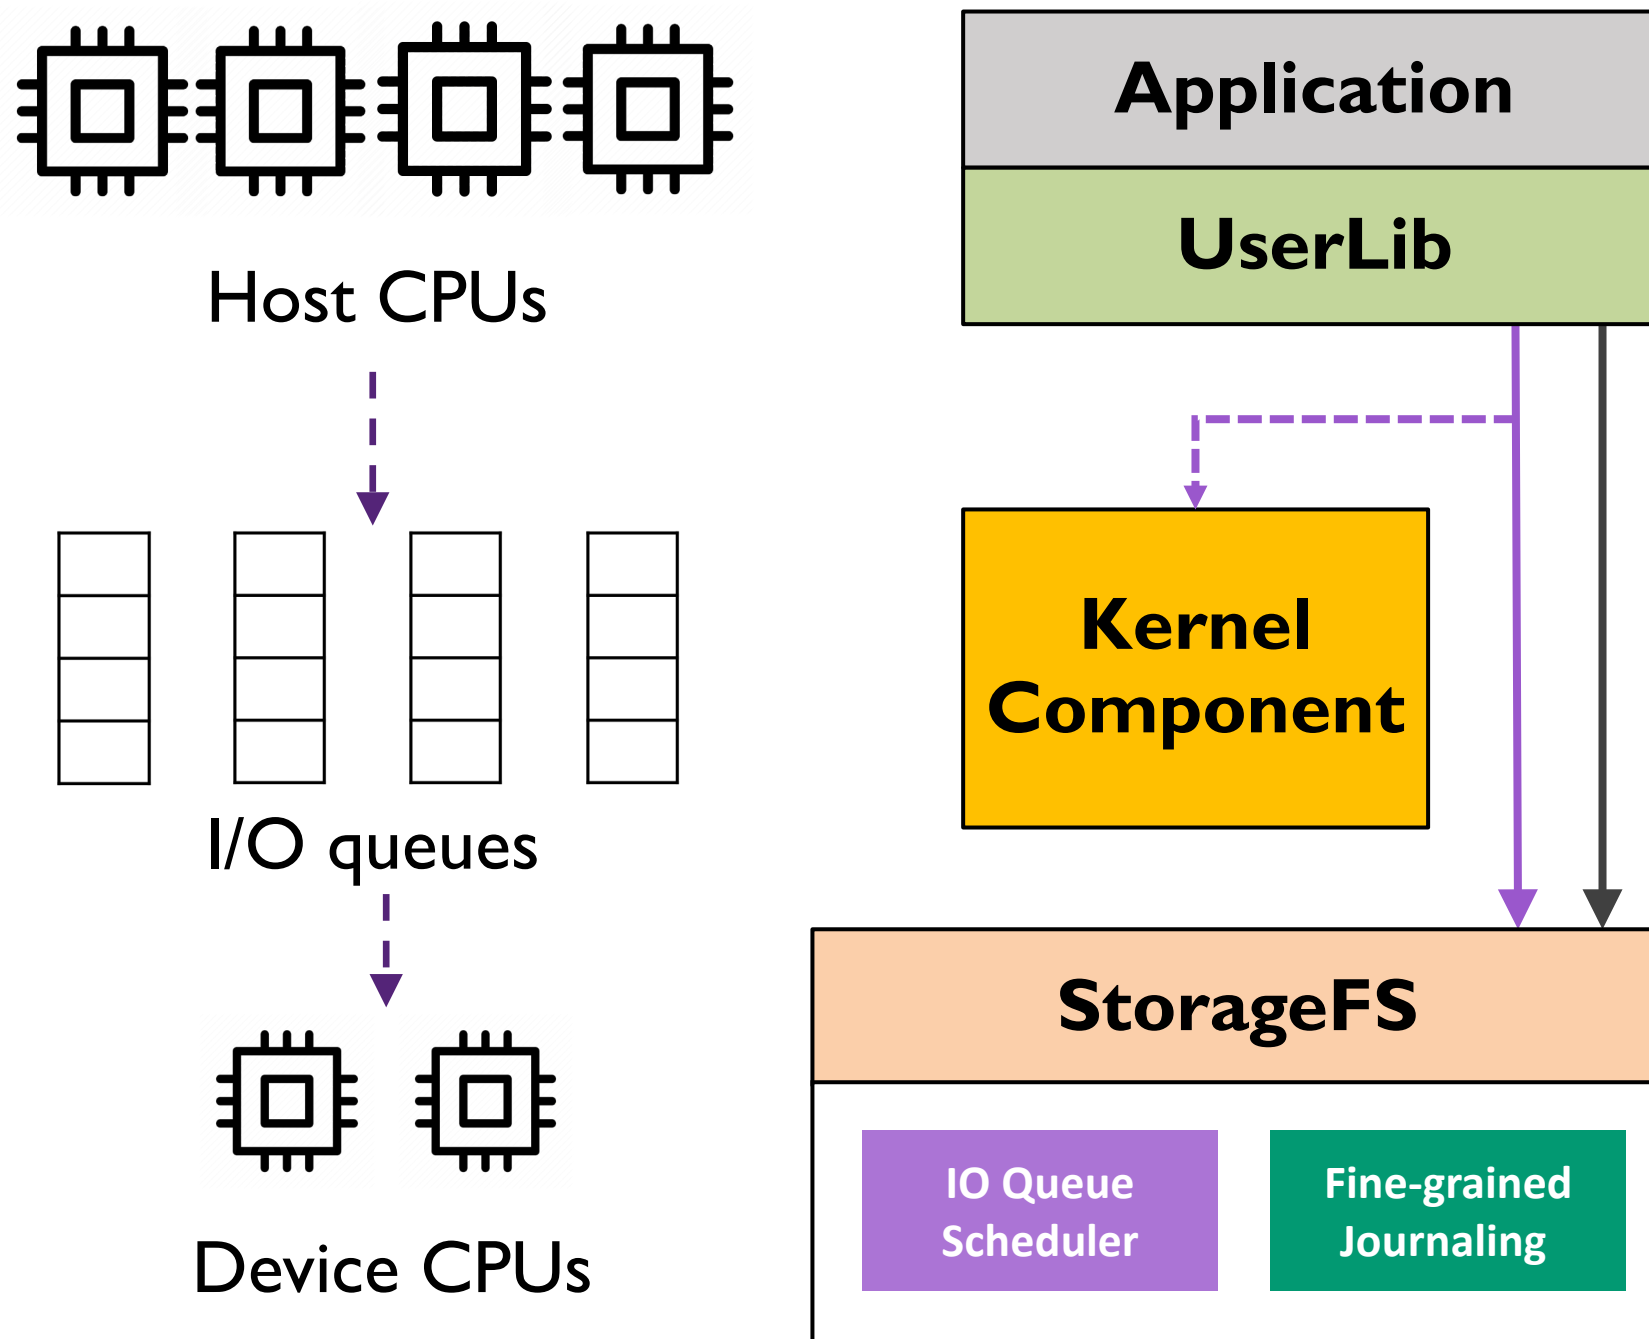 Host CPUs
I/O queues
Device CPUs
Application
UserLib
Kernel
Component
StorageFS
IO Queue
Scheduler
Fine-grained
Journaling